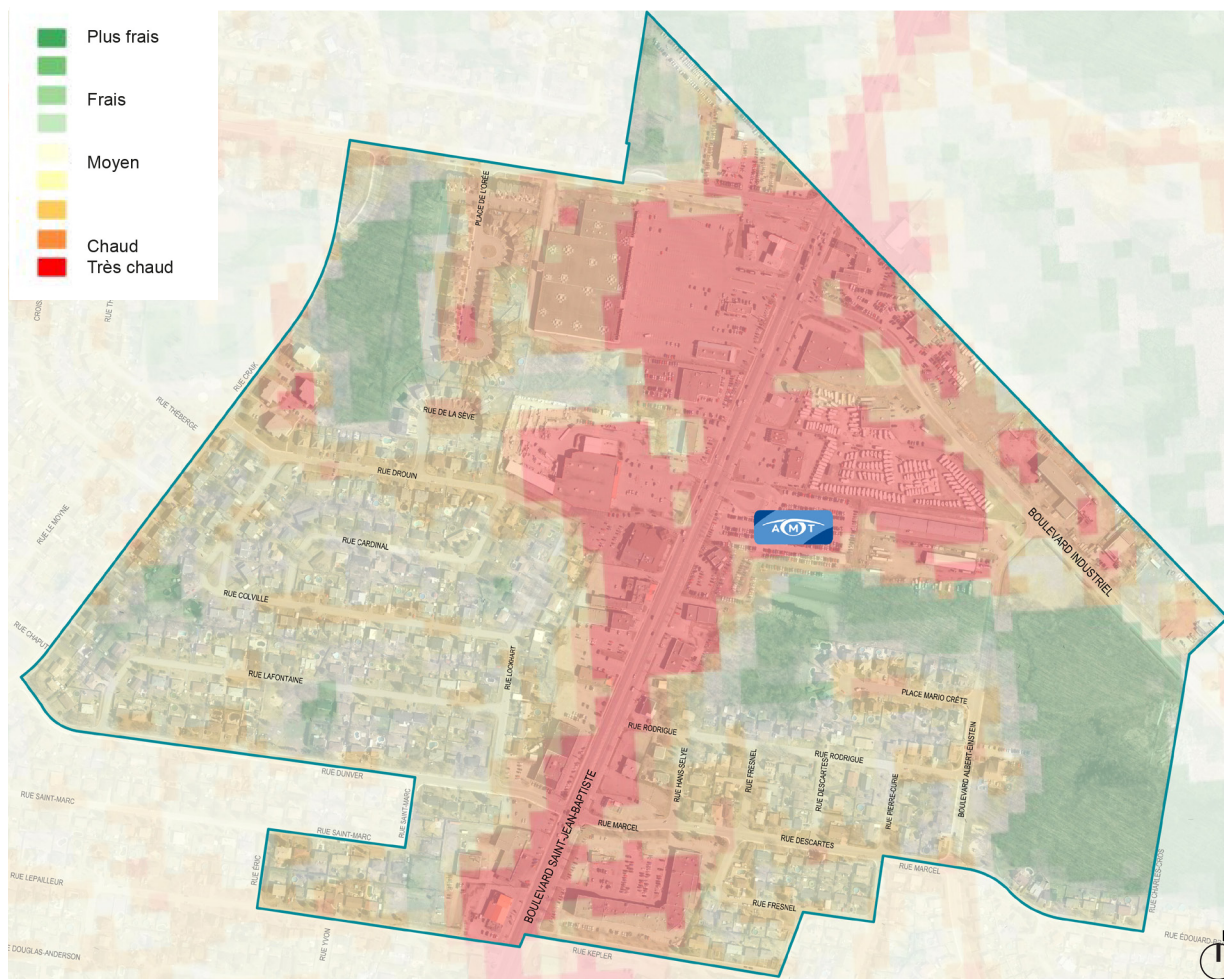 Plus frais
Frais
Moyen
Chaud
Très chaud
PLACE DE L'ORÉE
RUE CRAIK
RUE THÉBERGE
RUE DE LA SÈVE
RUE DROUIN
RUE LE MOYNE
RUE CARDINAL
AMT
BOULEVARD INDUSTRIEL
RUE COLVILLE
RUE CHAPUT
RUE LOCKHART
RUE LAFONTAINE
PLACE MARIO CRÊTE
RUE RODRIGUE
BOULEVARD ALBERT-EINSTEIN
RUE HANS-SELYE
RUE FRESNEL
RUE DESCARTES
RUE RODRIGUE
RUE PIERRE-CURIE
RUE DUNVER
RUE SAINT-MARC
RUE SAINT-MARC
RUE SAINT-MARC
BOULEVARD SAINT-JEAN-BAPTISTE
RUE MARCEL
RUE DESCARTES
RUE MARCEL
RUE ÉRIC
RUE LEPAILLEUR
RUE CHARLES-CROS
RUE FRESNEL
RUE YVON
RUE KEPLER
DOUGLAS-ANDERSON